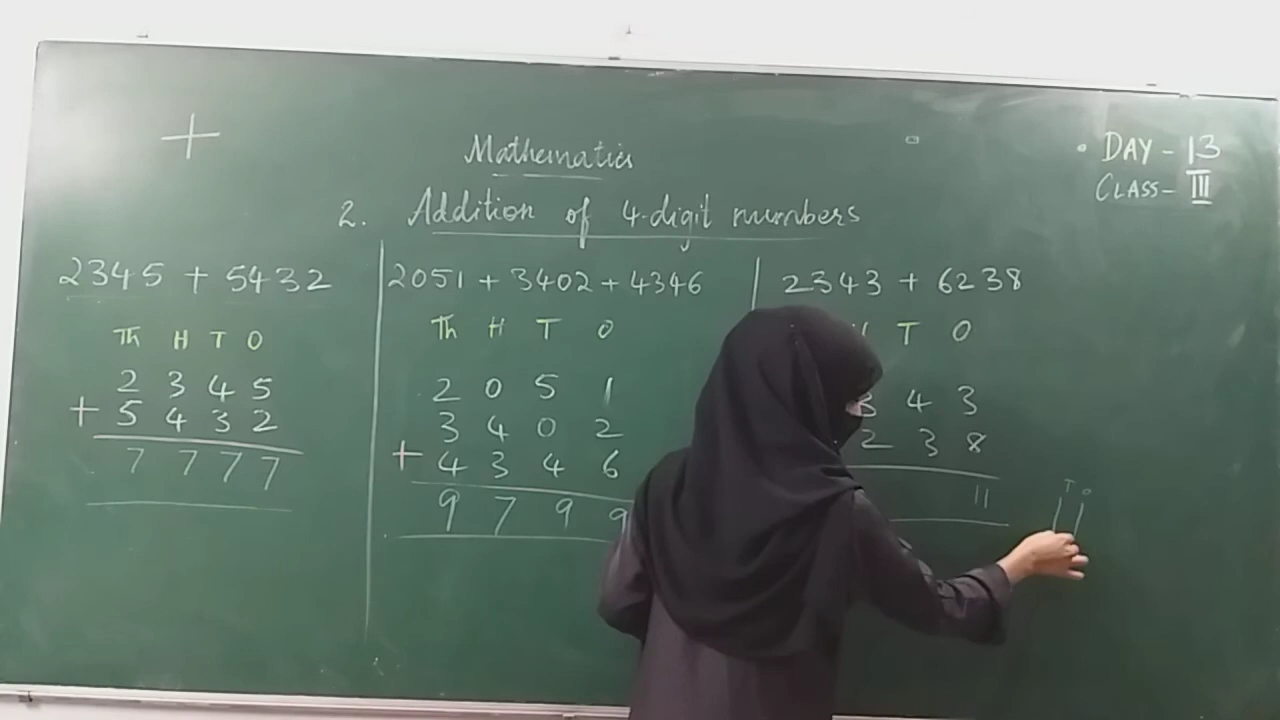 +
Mathematics
DAY - 13
CLASS - III
2. Addition of 4-digit numbers
2345 + 5432
Th H T O
2 3 4 5
+ 5 4 3 2
7 7 7 7
2051 + 3402 + 4346
Th H T O
2 0 5 1
3 4 0 2
+ 4 3 4 6
9 7 9 9
2343 + 6238
H T O
3 4 3
2 3 8
11
T O
1 1